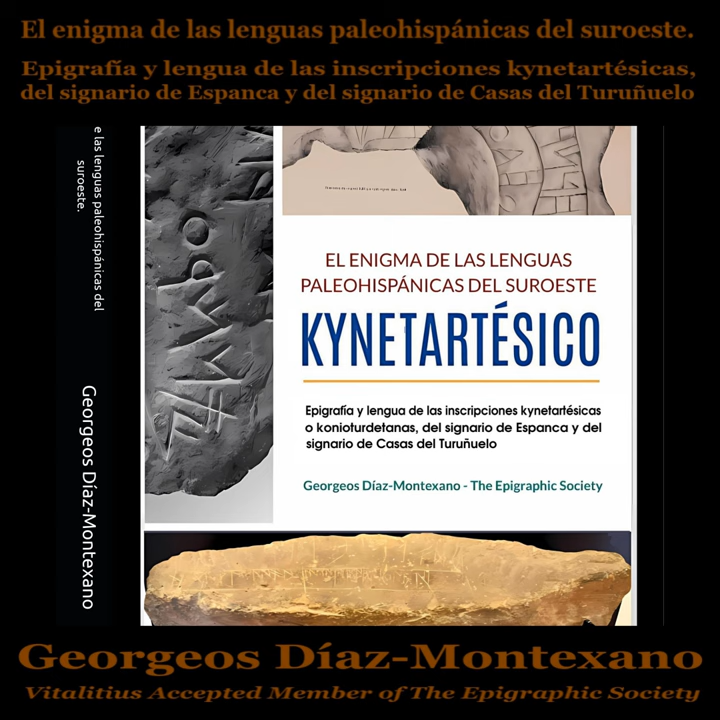 El enigma de las lenguas paleohispánicas del suroeste.
Epigrafía y lengua de las inscripciones kynetartésicas,
del signario de Espanca y del signario de Casas del Turuñuelo
e las lenguas paleohispánicas del
suroeste.
Georgeos Díaz-Montexano
EL ENIGMA DE LAS LENGUAS
PALEOHISPÁNICAS DEL SUROESTE
KYNETARTÉSICO
Epigrafía y lengua de las inscripciones kynetartésicas
o konioturdetanas, del signario de Espanca y del
signario de Casas del Turuñuelo
Georgeos Díaz-Montexano - The Epigraphic Society
Georgeos Díaz-Montexano
Vitalitius Accepted Member of The Epigraphic Society